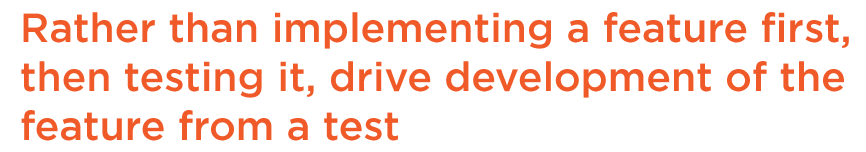 Rather than implementing a feature first,
then testing it, drive development of the
feature from a test